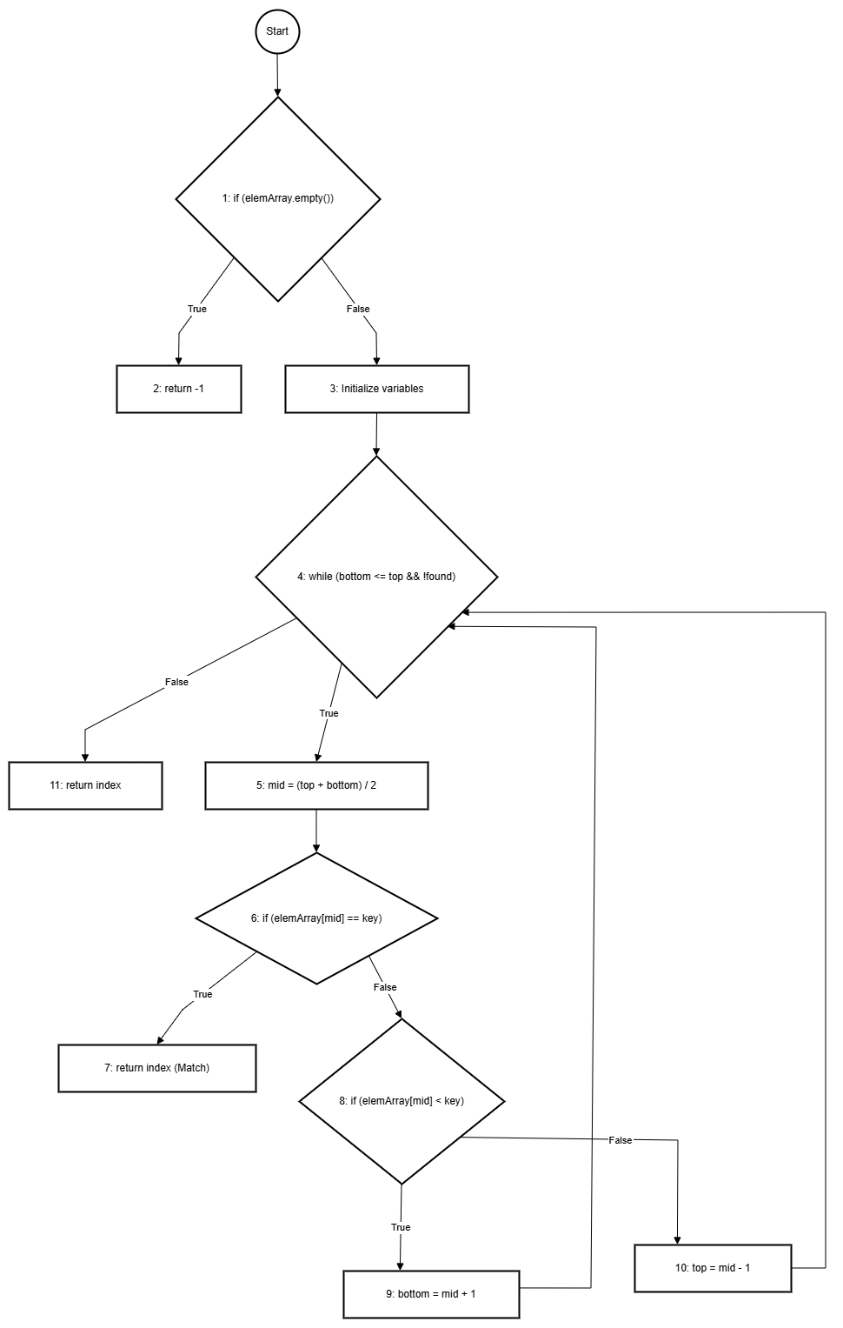 Start
1: if (elemArray.empty())
True
False
2: return -1
3: Initialize variables
4: while (bottom <= top && !found)
False
True
11: return index
5: mid = (top + bottom) / 2
6: if (elemArray[mid] == key)
True
False
7: return index (Match)
8: if (elemArray[mid] < key)
False
True
10: top = mid - 1
9: bottom = mid + 1